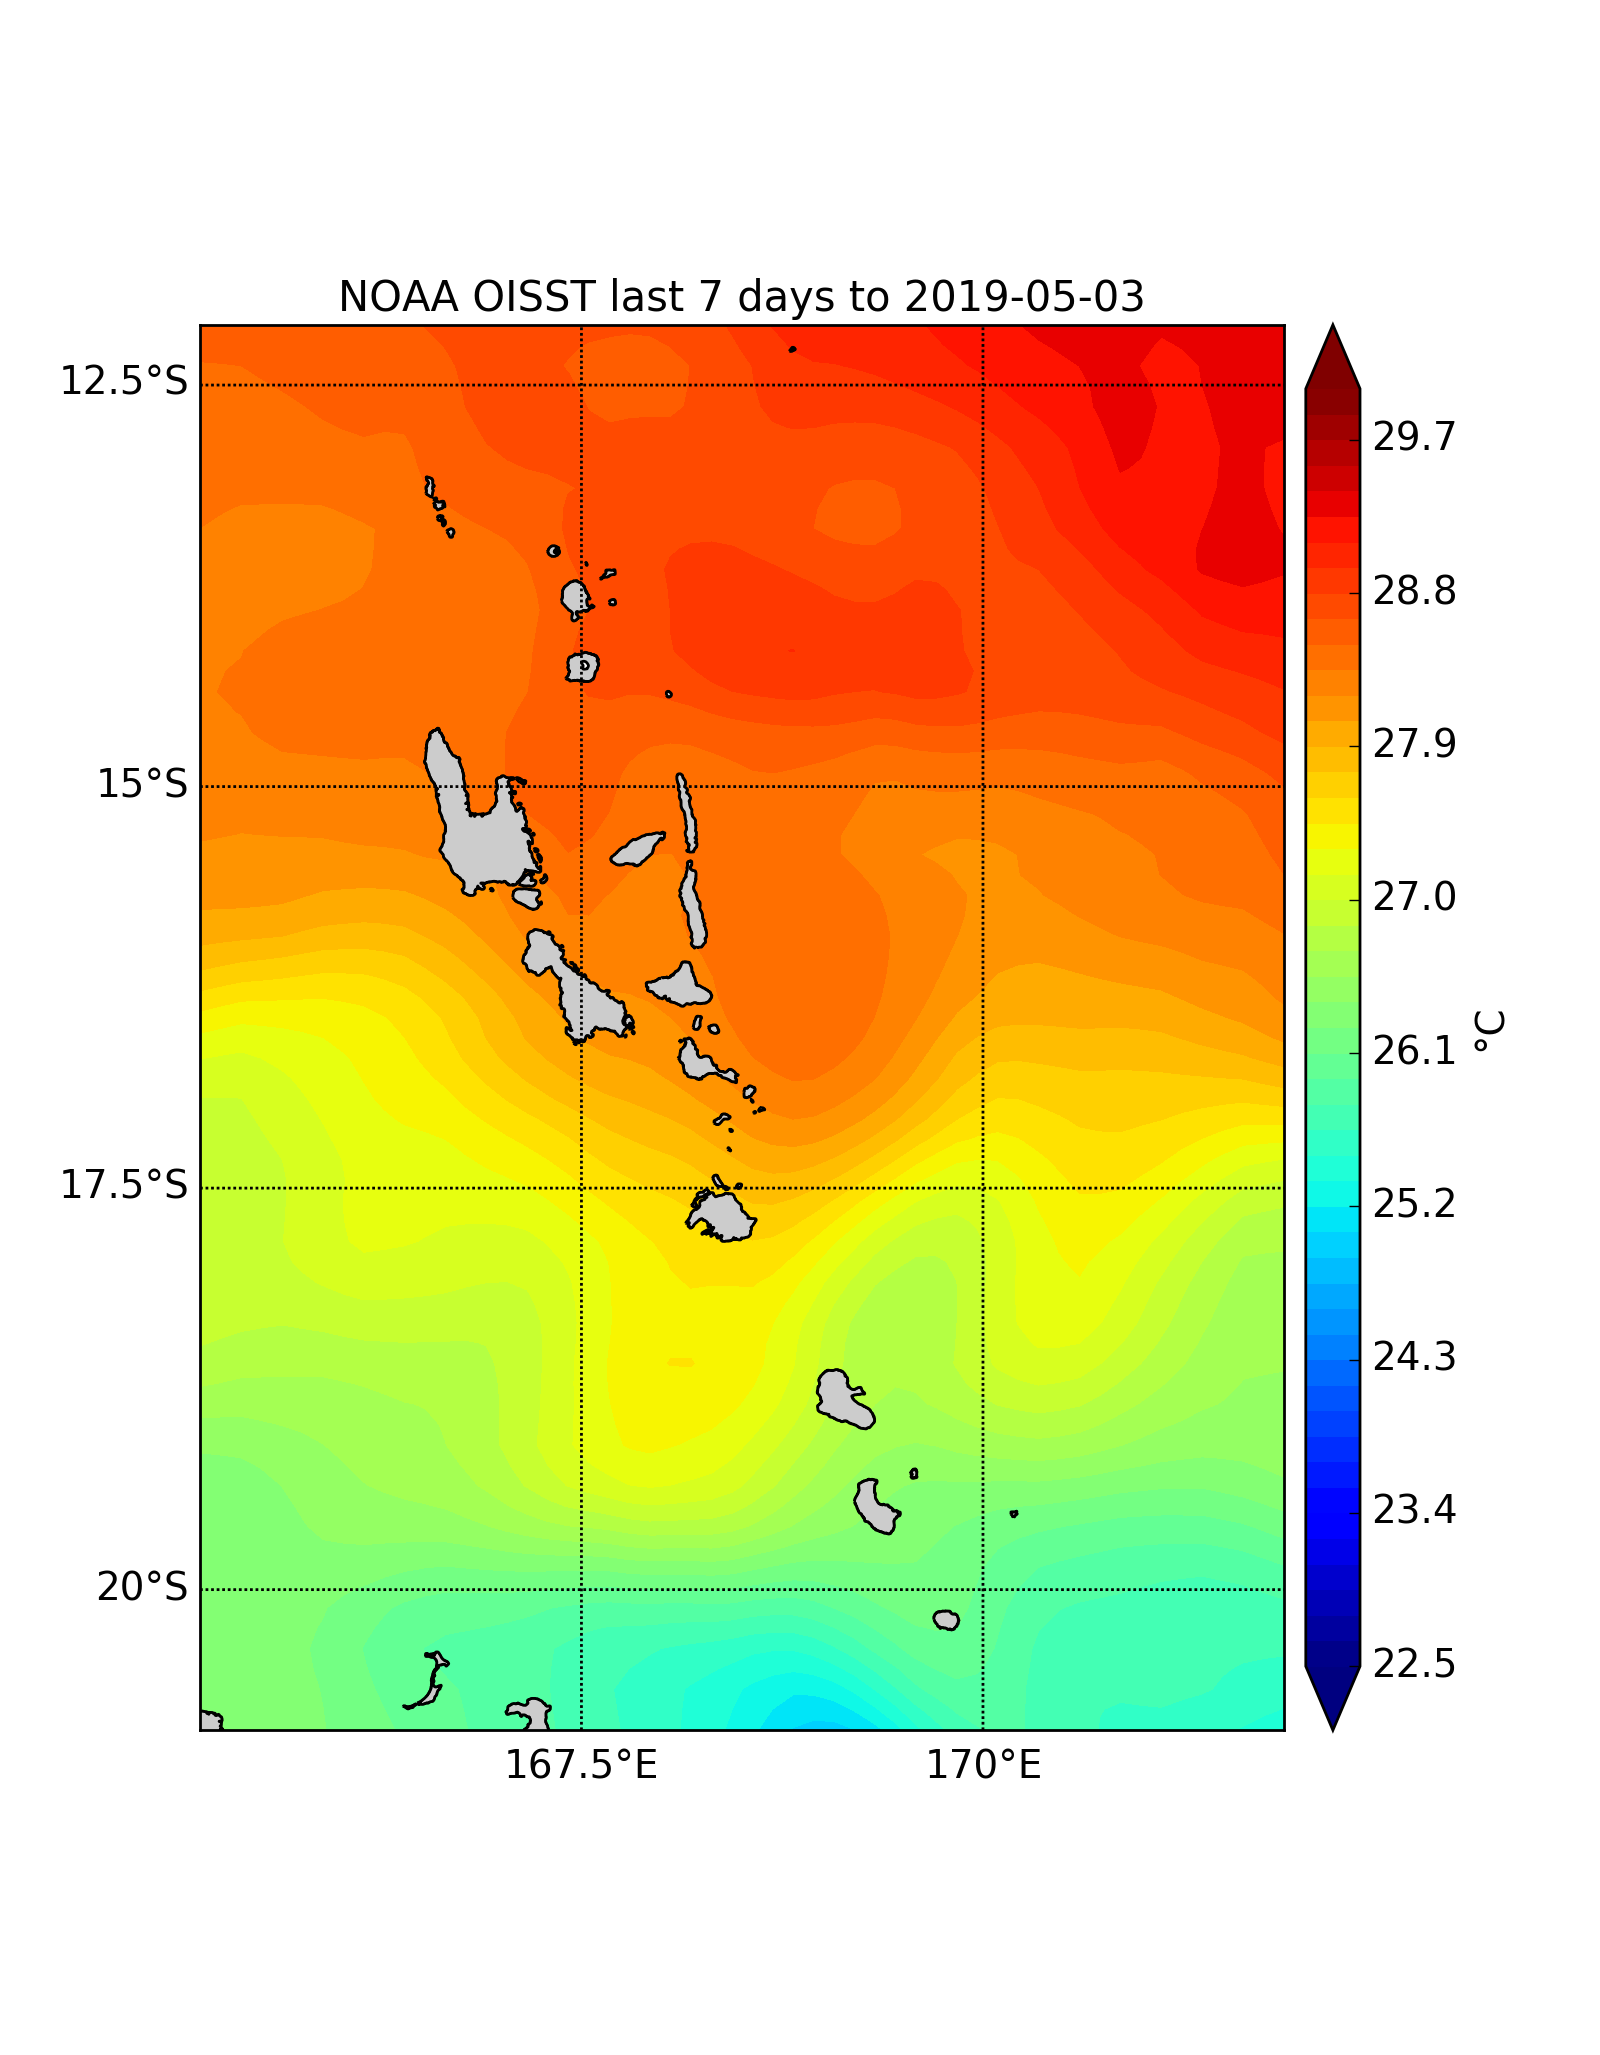 NOAA OISST last 7 days to 2019-05-03
12.5°S
15°S
17.5°S
20°S
167.5°E
170°E
29.7
28.8
27.9
27.0
26.1
25.2
24.3
23.4
22.5
°C